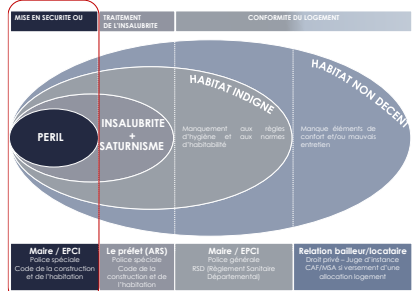 MISE EN SECURITE OU
TRAITEMENT
DE L'INSALUBRITE
CONFORMITE DU LOGEMENT
PERIL
INSALUBRITE
+
SATURNISME
HABITAT INDIGNE
Manquement aux règles
d'hygiène et aux normes
d'habitabilité
HABITAT NON DECENT
Manque éléments de
confort et/ou mauvais
entretien
Maire / EPCI
Police spéciale
Code de la construction
et de l'habitation
Le préfet (ARS)
Police spéciale
Code de la
construction et de
l'habitation
Maire / EPCI
Police générale
RSD (Règlement Sanitaire
Départemental)
Relation bailleur/locataire
Droit privé – Juge d'instance
CAF/MSA si versement d'une
allocation logement